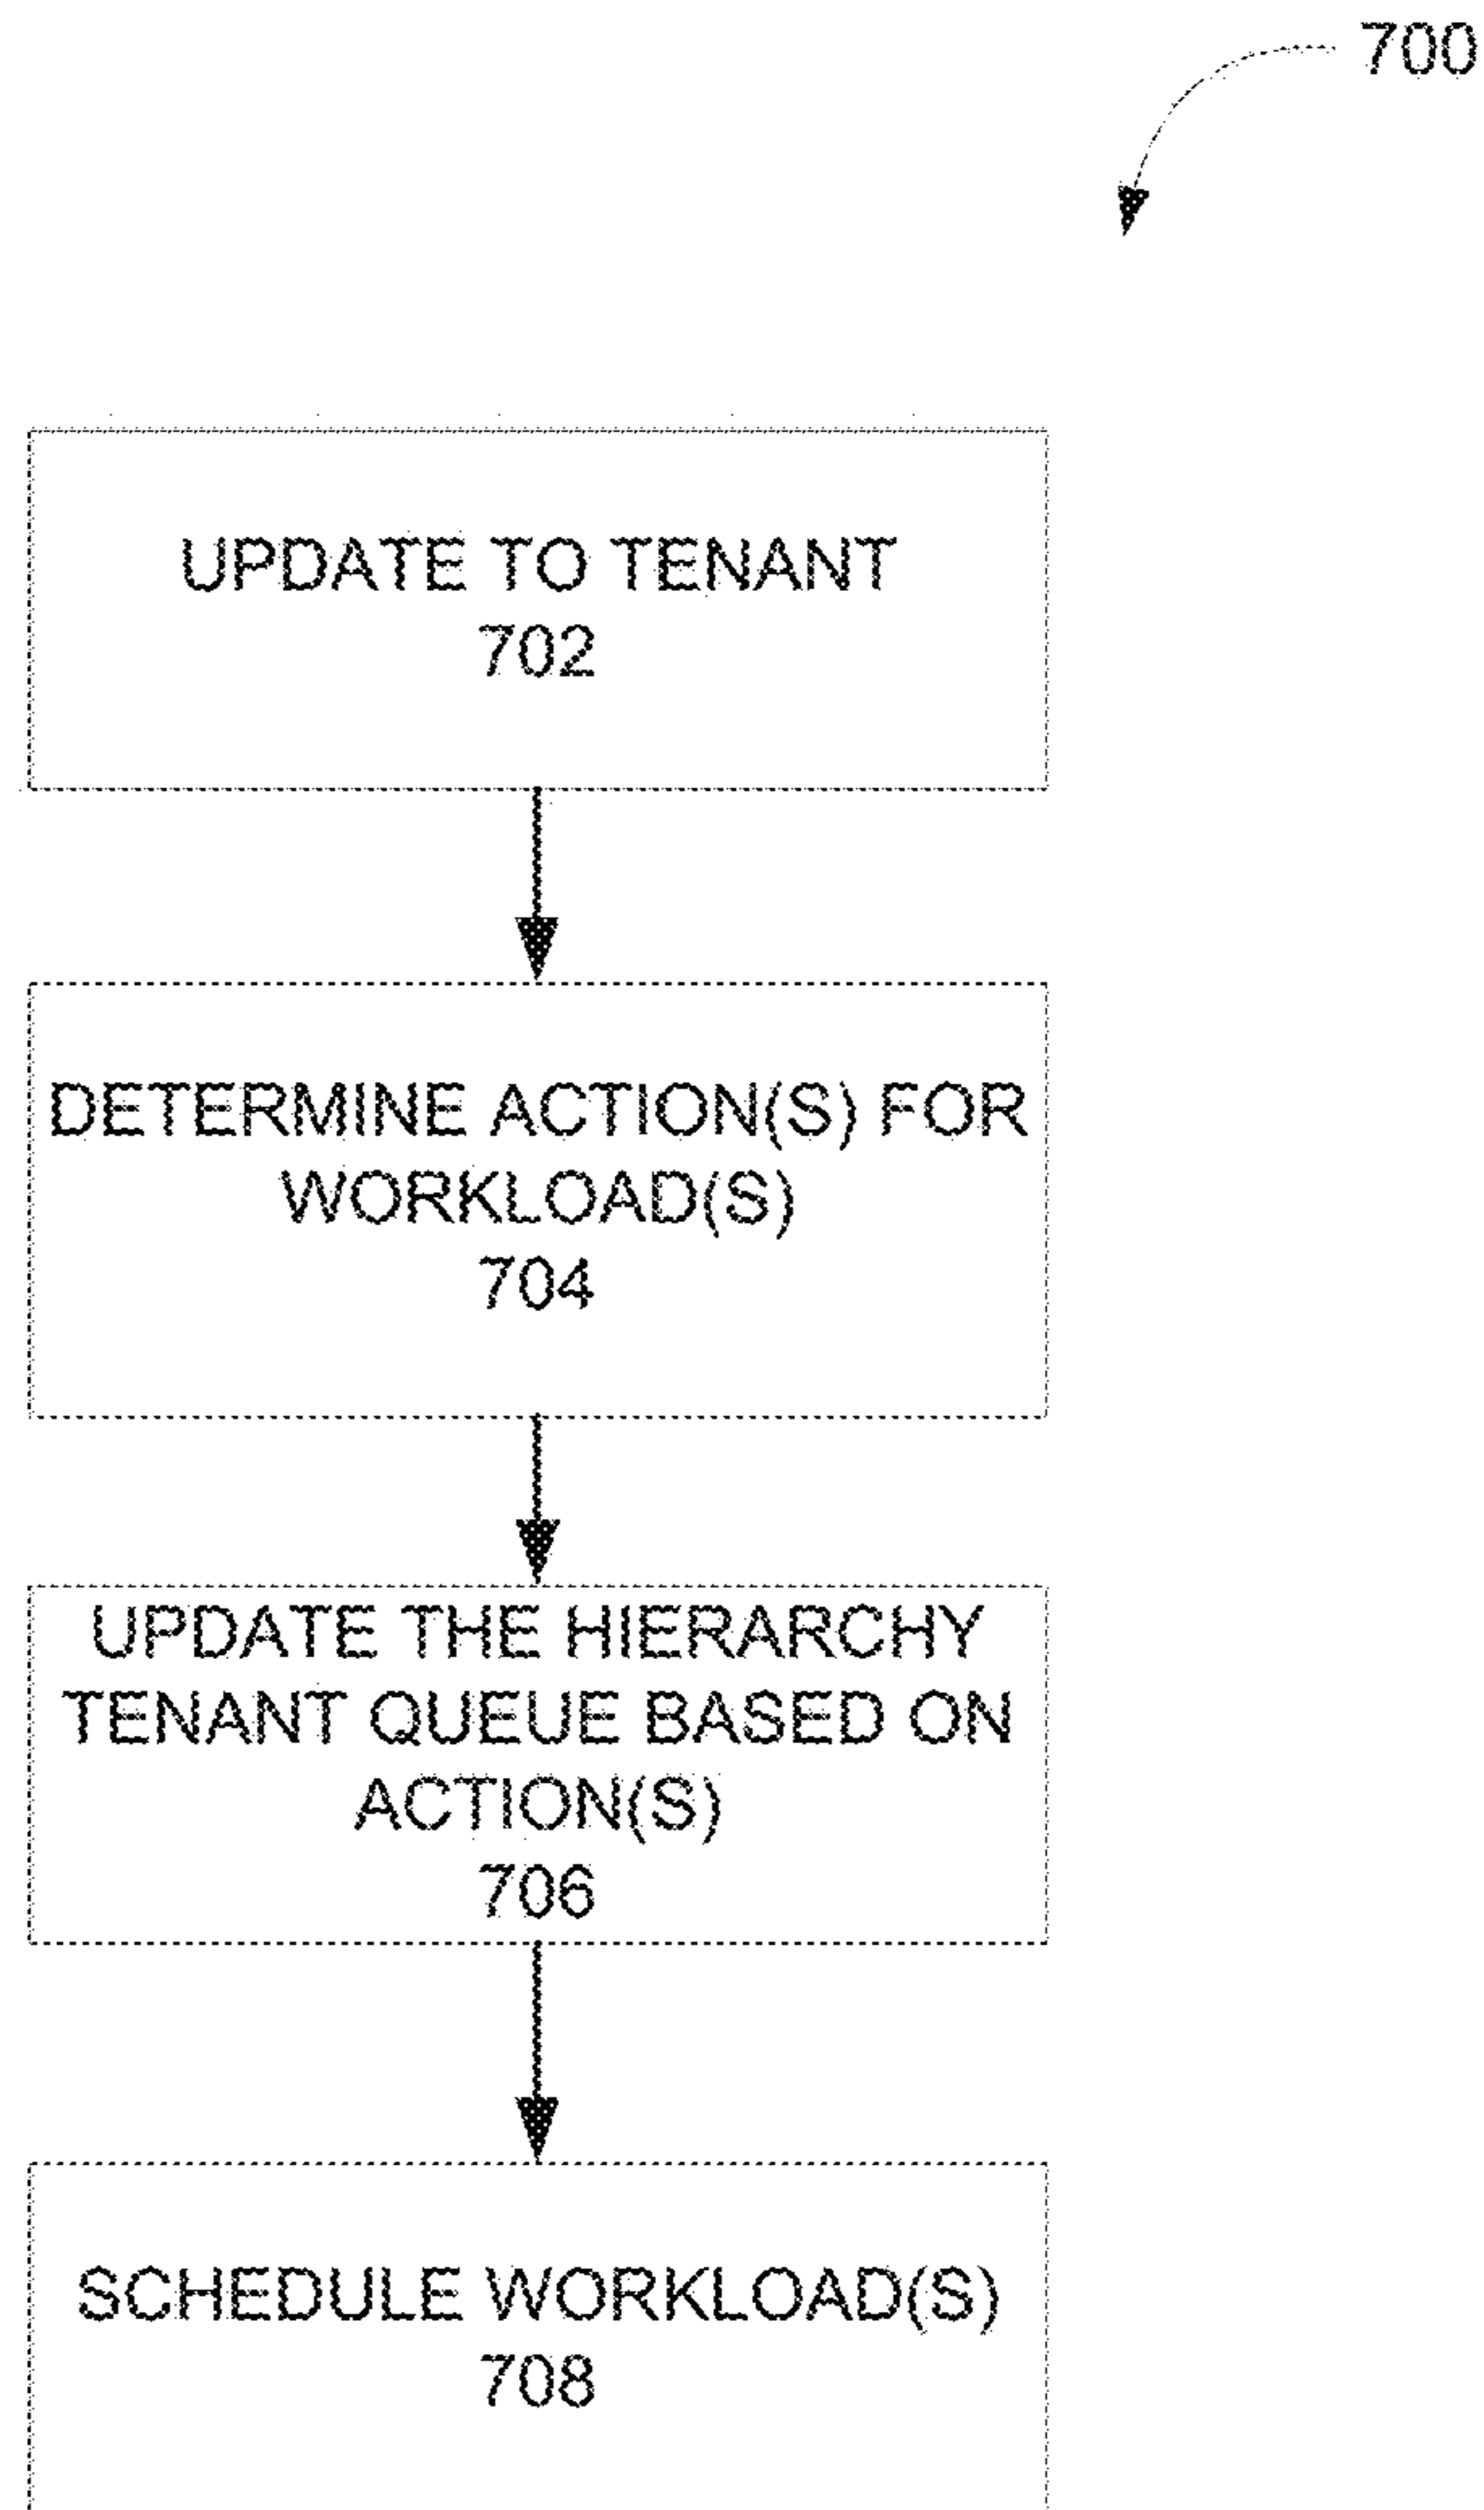 700
UPDATE TO TENANT
702
DETERMINE ACTION(S) FOR
WORKLOAD(S)
704
UPDATE THE HIERARCHY
TENANT QUEUE BASED ON
ACTION(S)
706
SCHEDULE WORKLOAD(S)
708